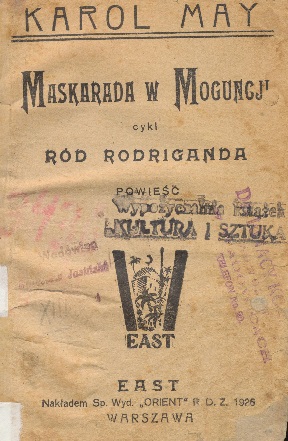 KAROL MAY
MASKARADA W MOGUNCJI
cykl
RÓD RODRIGANDA
POWIEŚĆ
Wypożyczalnia Książek
KULTURA I SZTUKA
EAST
EAST
Nakładem Sp. Wyd. „ORIENT” R. D. Z. 1926
WARSZAWA